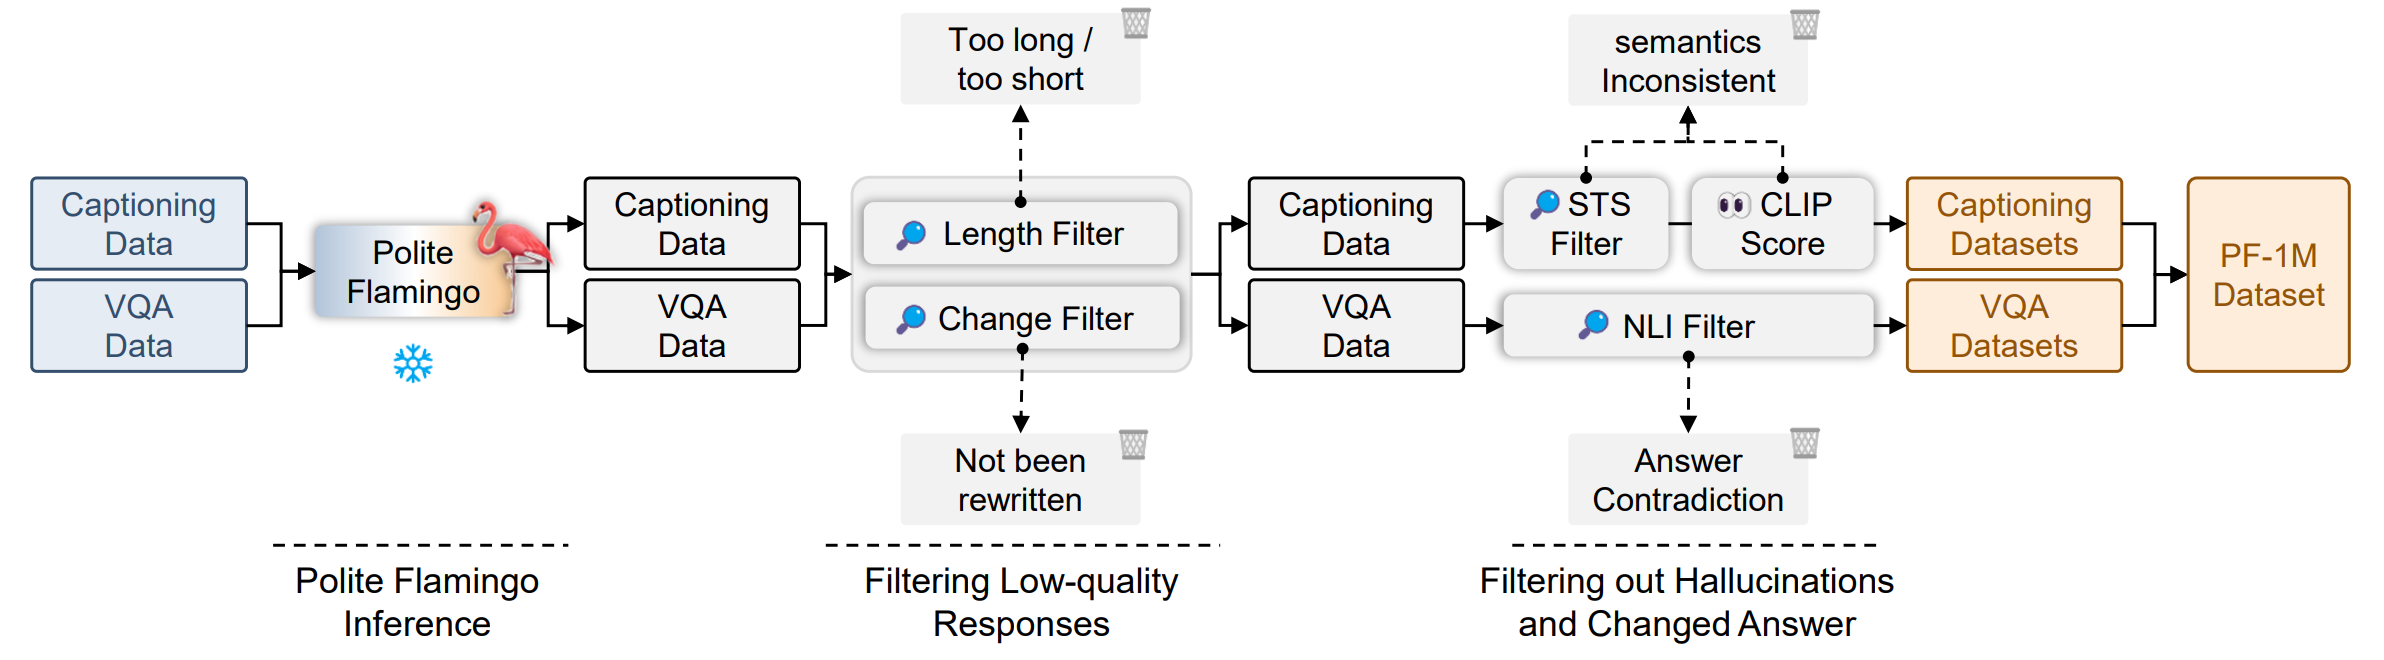 Too long /
too short
semantics
Inconsistent
Captioning
Data
VQA
Data
Polite
Flamingo
Captioning
Data
VQA
Data
Length Filter
Change Filter
Captioning
Data
VQA
Data
STS
Filter
CLIP
Score
NLI Filter
Captioning
Datasets
VQA
Datasets
PF-1M
Dataset
Not been
rewritten
Answer
Contradiction
Polite Flamingo
Inference
Filtering Low-quality
Responses
Filtering out Hallucinations
and Changed Answer